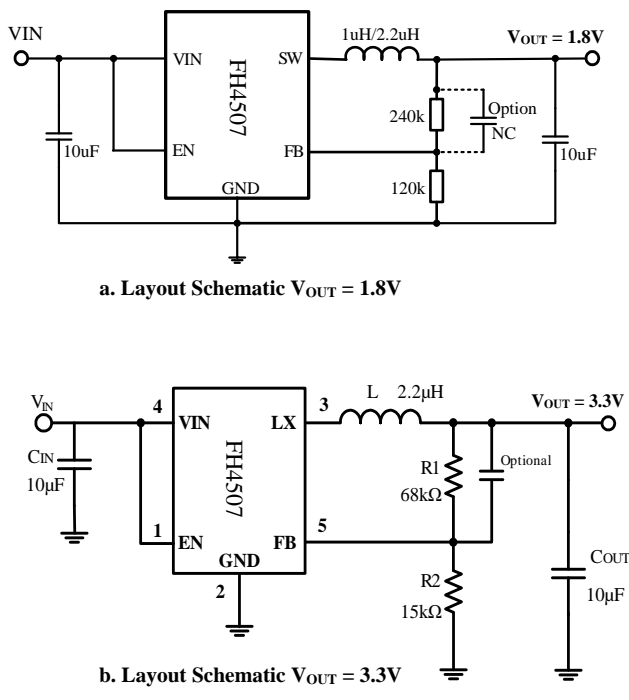 VIN
1uH/2.2uH
VOUT = 1.8V
VIN
SW
FH4507
240k
Option
NC
10uF
EN
FB
10uF
GND
120k
a. Layout Schematic VOUT = 1.8V
VIN
4
VIN
LX
3
L 2.2μH
VOUT = 3.3V
CIN
10μF
FH4507
R1
68kΩ
Optional
1
EN
FB
5
GND
2
R2
15kΩ
COUT
10μF
b. Layout Schematic VOUT = 3.3V